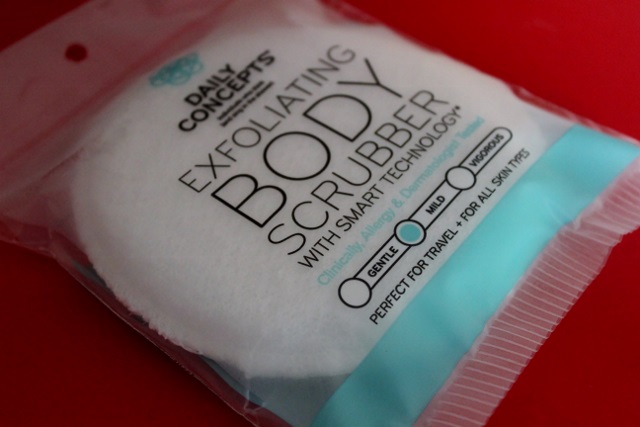 DAILY
CONCEPTS
EXFOLIATING
BODY
SCRUBBER
WITH SMART TECHNOLOGY*
Clinically, Allergy & Dermatologist Tested
GENTLE MILD VIGOROUS
PERFECT FOR TRAVEL + FOR ALL SKIN TYPES